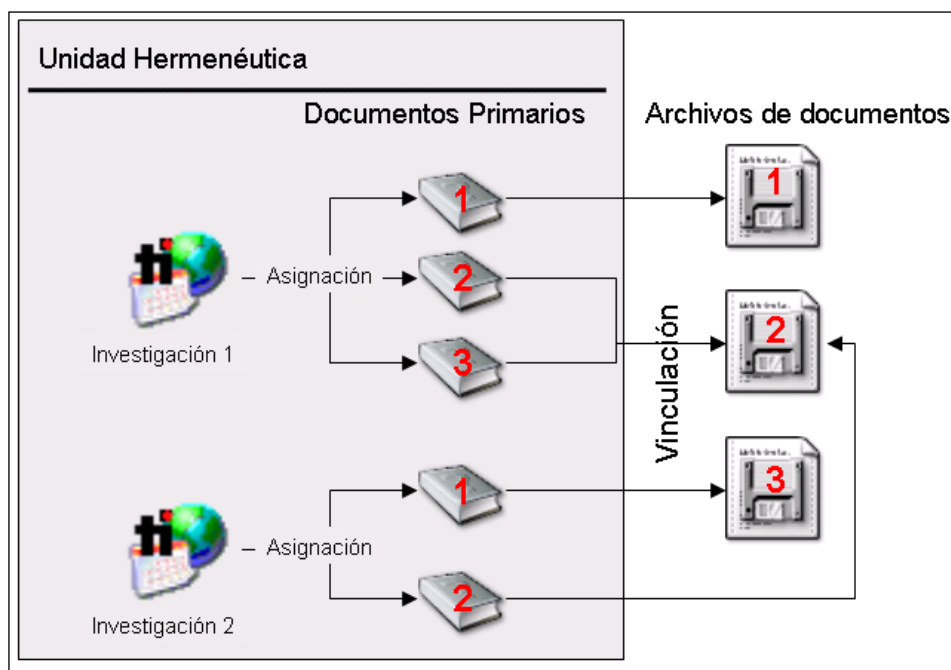 Unidad Hermenéutica
Documentos Primarios
Archivos de documentos
1
1
Asignación
2
2
Investigación 1
3
Vinculación
1
3
Asignación
2
Investigación 2